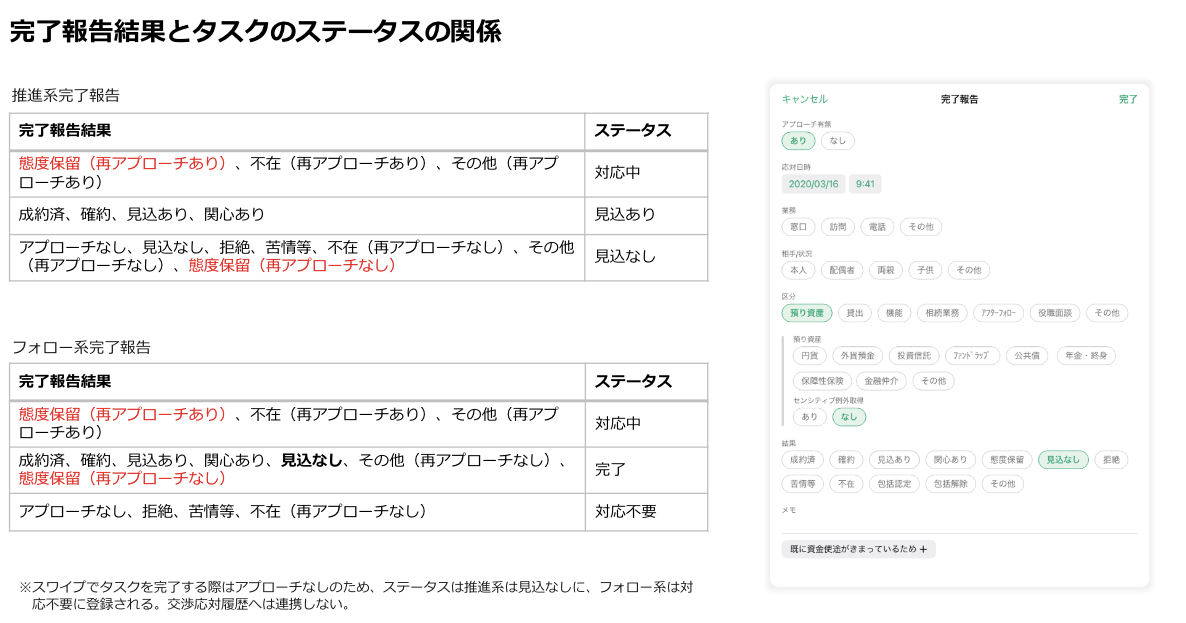 完了報告結果とタスクのステータスの関係
推進系完了報告
完了報告結果
ステータス
態度保留（再アプローチあり）、不在（再アプローチあり）、その他（再アプ
ローチあり）
対応中
成約済、確約、見込あり、関心あり
見込あり
アプローチなし、見込なし、拒絶、苦情等、不在（再アプローチなし）、その他
（再アプローチなし）、態度保留（再アプローチなし）
見込なし
フォロー系完了報告
完了報告結果
ステータス
態度保留（再アプローチあり）、不在（再アプローチあり）、その他（再アプ
ローチあり）
対応中
成約済、確約、見込あり、関心あり、見込なし、その他（再アプローチなし）、
態度保留（再アプローチなし）
完了
アプローチなし、拒絶、苦情等、不在（再アプローチなし）
対応不要
※スワイプでタスクを完了する際はアプローチなしのため、ステータスは推進系は見込なしに、フォロー系は対
応不要に登録される。交渉応対履歴へは連携しない。
キャンセル 完了報告 完了
アプローチ有無
あり なし
応対日時
2020/03/16 9:41
業務
窓口 訪問 電話 その他
相手/状況
本人 配偶者 両親 子供 その他
区分
預り資産 貸出 機能 相続業務 ｱﾌﾀｰﾌｫﾛｰ 役職面談 その他
預り資産
円貨 外貨預金 投資信託 ﾌｧﾝﾄﾞﾗｯﾌﾟ 公共債 年金・終身
保障性保険 金融仲介 その他
センシティブ例外取得
あり なし
結果
成約済 確約 見込あり 関心あり 態度保留 見込なし 拒絶
苦情等 不在 包括認定 包括解除 その他
メモ
既に資金使途がきまっているため ＋